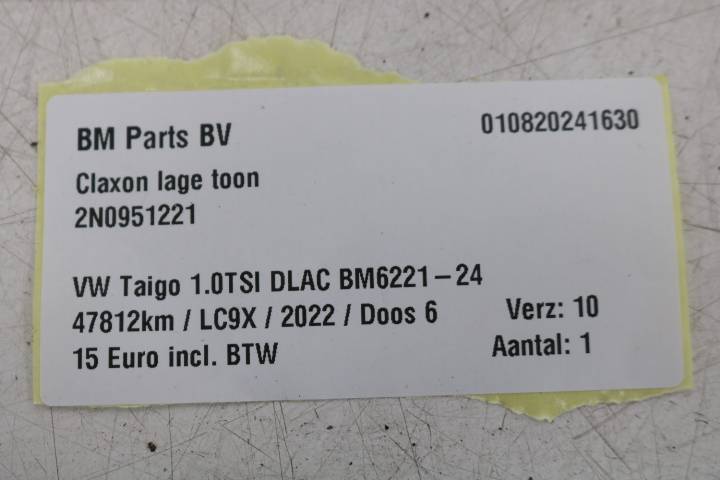 BM Parts BV
010820241630
Claxon lage toon
2N0951221
VW Taigo 1.0TSI DLAC BM6221-24
47812km / LC9X / 2022 / Doos 6
Verz: 10
15 Euro incl. BTW
Aantal: 1